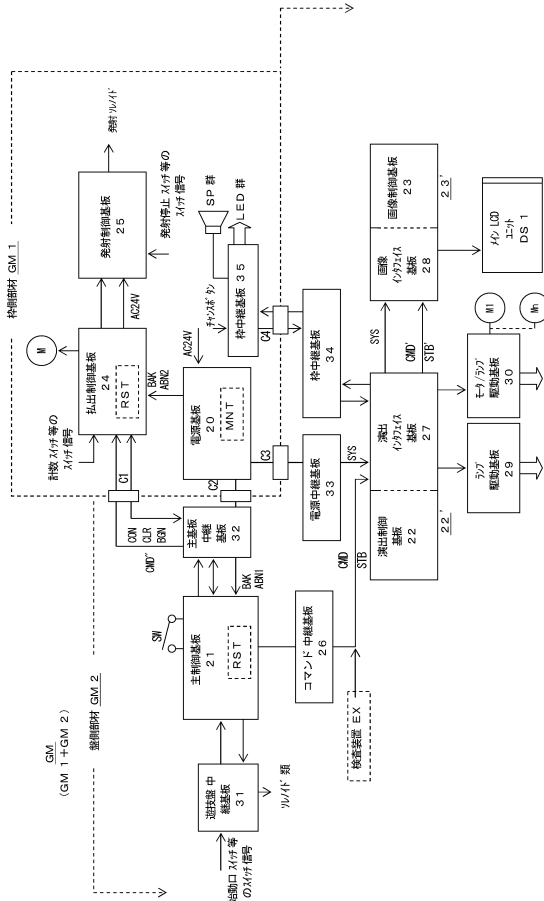 GM
（GM１＋GM２）
枠側部材 GM１
盤側部材 GM２
発射ソレノイド
発射制御基板
２５
AC24V
発射停止スイッチ等の
スイッチ信号
SP群
LED群
M
払出制御基板
２４
RST
計数スイッチ等の
スイッチ信号
BAK
ABN2
AC24V
チャンスボタン
枠中継基板 ３５
電源基板
２０
MNT
C1
C2
C3
C4
CON
CLR
BGN
CMD"
主基板
中継
基板
３２
BAK
ABN1
SW
主制御基板
２１
RST
遊技盤中
継基板
３１
始動口スイッチ等
のスイッチ信号
ソレノイド類
コマンド中継基板
２６
検査装置 EX
CMD
STB
電源中継基板
３３
SYS
枠中継基板
３４
演出制御
基板
２２
演出
インタフェイス
基板
２７
２２'
SYS
CMD'
STB'
画像
インタフェイス
基板
２８
画像制御基板
２３
２３'
メインLCD
ユニット
DS１
ランプ
駆動基板
２９
モータ/ランプ
駆動基板
３０
M1
Mn